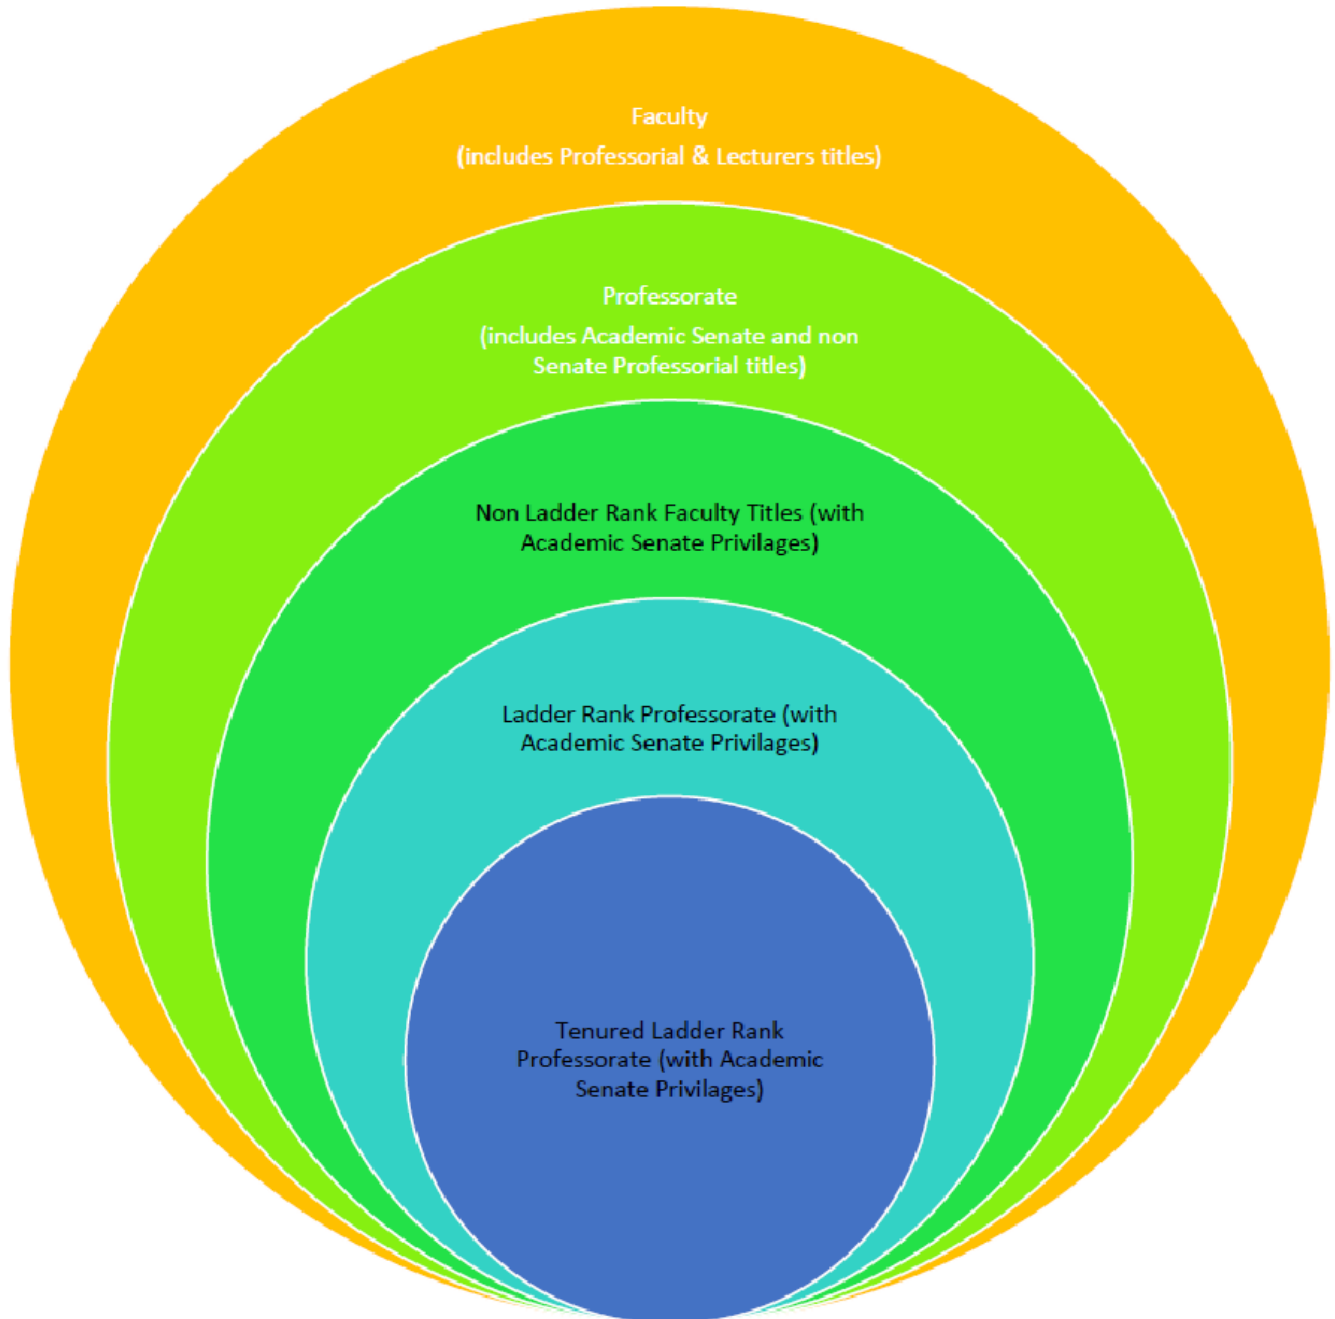 Faculty
(includes Professorial & Lecturers titles)
Professorate
(includes Academic Senate and non
Senate Professorial titles)
Non Ladder Rank Faculty Titles (with
Academic Senate Privilages)
Ladder Rank Professorate (with
Academic Senate Privilages)
Tenured Ladder Rank
Professorate (with Academic
Senate Privilages)